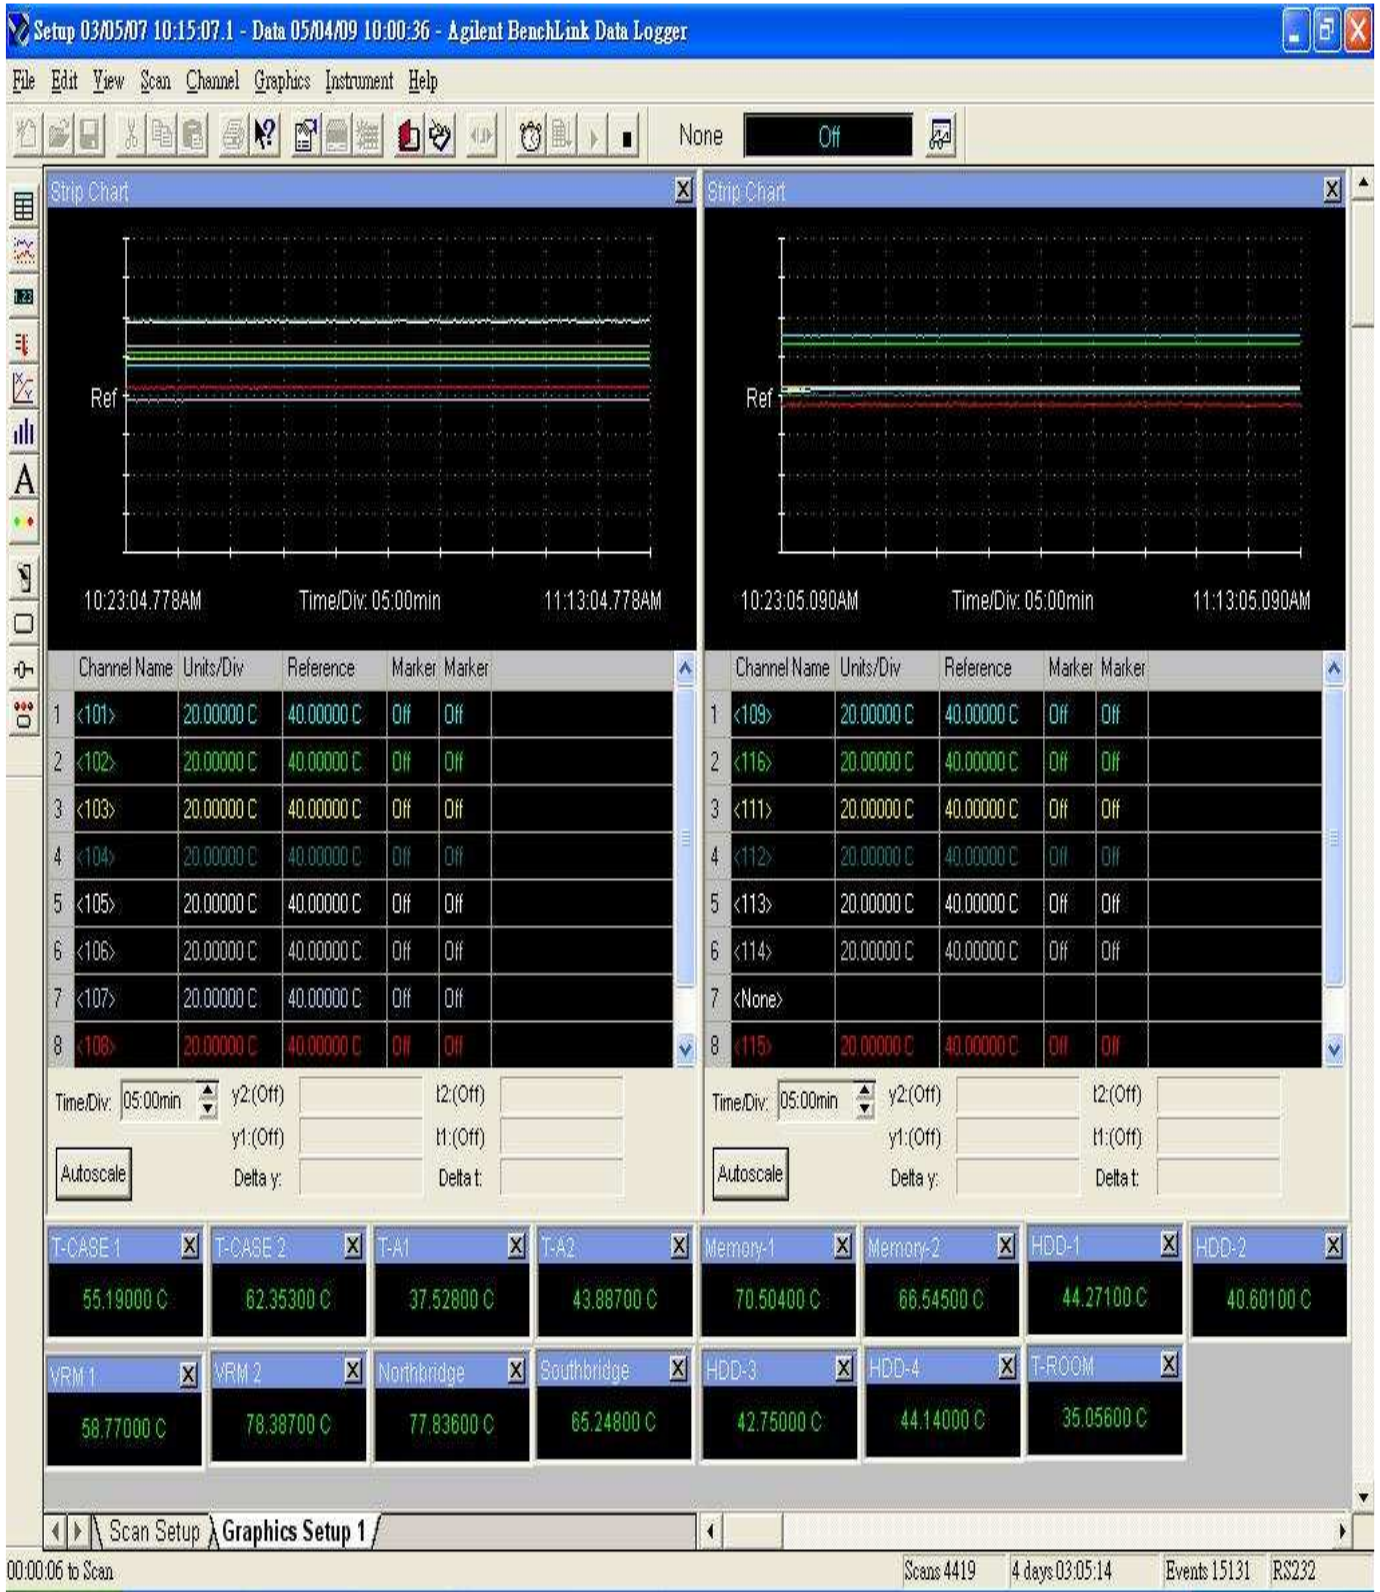 Setup 03/05/07 10:15:07.1 - Data 05/04/09 10:00:36 - Agilent BenchLink Data Logger
File Edit View Scan Channel Graphics Instrument Help
None Off
Strip Chart
Ref
10:23:04.778AM Time/Div: 05:00min 11:13:04.778AM
Channel Name Units/Div Reference Marker Marker
1 <101> 20.00000 C 40.00000 C Off Off
2 <102> 20.00000 C 40.00000 C Off Off
3 <103> 20.00000 C 40.00000 C Off Off
4 <104> 20.00000 C 40.00000 C Off Off
5 <105> 20.00000 C 40.00000 C Off Off
6 <106> 20.00000 C 40.00000 C Off Off
7 <107> 20.00000 C 40.00000 C Off Off
8 <108> 20.00000 C 40.00000 C Off Off
Time/Div: 05:00min y2:(Off) t2:(Off)
y1:(Off) t1:(Off)
Autoscale Delta y: Delta t:
Strip Chart
Ref
10:23:05.090AM Time/Div: 05:00min 11:13:05.090AM
Channel Name Units/Div Reference Marker Marker
1 <109> 20.00000 C 40.00000 C Off Off
2 <116> 20.00000 C 40.00000 C Off Off
3 <111> 20.00000 C 40.00000 C Off Off
4 <112> 20.00000 C 40.00000 C Off Off
5 <113> 20.00000 C 40.00000 C Off Off
6 <114> 20.00000 C 40.00000 C Off Off
7 <None>
8 <115> 20.00000 C 40.00000 C Off Off
Time/Div: 05:00min y2:(Off) t2:(Off)
y1:(Off) t1:(Off)
Autoscale Delta y: Delta t:
T-CASE 1 T-CASE 2 T-A1 T-A2 Memory-1 Memory-2 HDD-1 HDD-2
55.19000 C 62.35300 C 37.52800 C 43.88700 C 70.50400 C 66.54500 C 44.27100 C 40.60100 C
VRM 1 VRM 2 Northbridge Southbridge HDD-3 HDD-4 T-ROOM
58.77000 C 78.38700 C 77.83600 C 65.24800 C 42.75000 C 44.14000 C 35.05600 C
Scan Setup Graphics Setup 1
00:00:06 to Scan Scans 4419 4 days 03:05:14 Events 15131 RS232